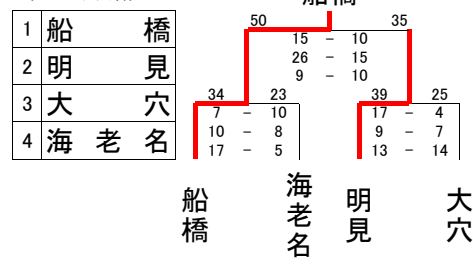 船橋
1 船橋
2 明見
3 大穴
4 海老名
50 35
15 - 10
26 - 15
9 - 10
34 23 39 25
7 - 10 17 - 4
10 - 8 9 - 7
17 - 5 13 - 14
船橋 海老名 明見 大穴